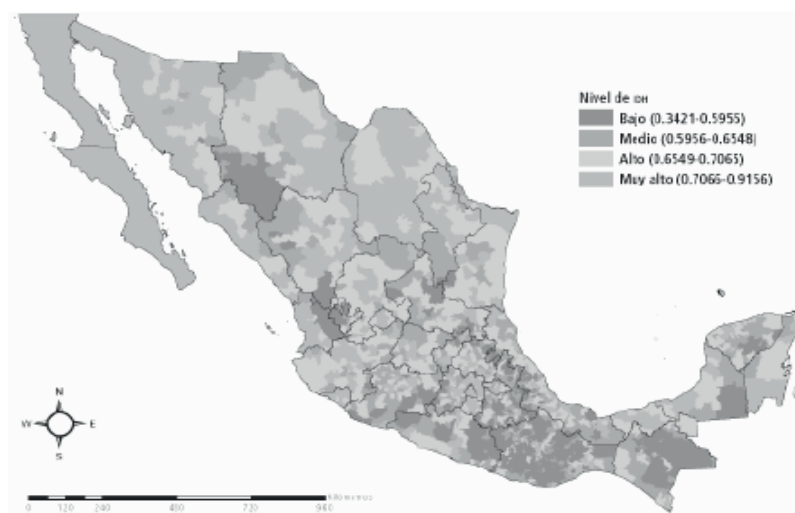 Nivel de IDH
Bajo (0.3421-0.5955)
Medio (0.5956-0.6548)
Alto (0.6549-0.7065)
Muy alto (0.7066-0.9156)
N
W E
S
Kilómetros
0 120 240 480 720 960